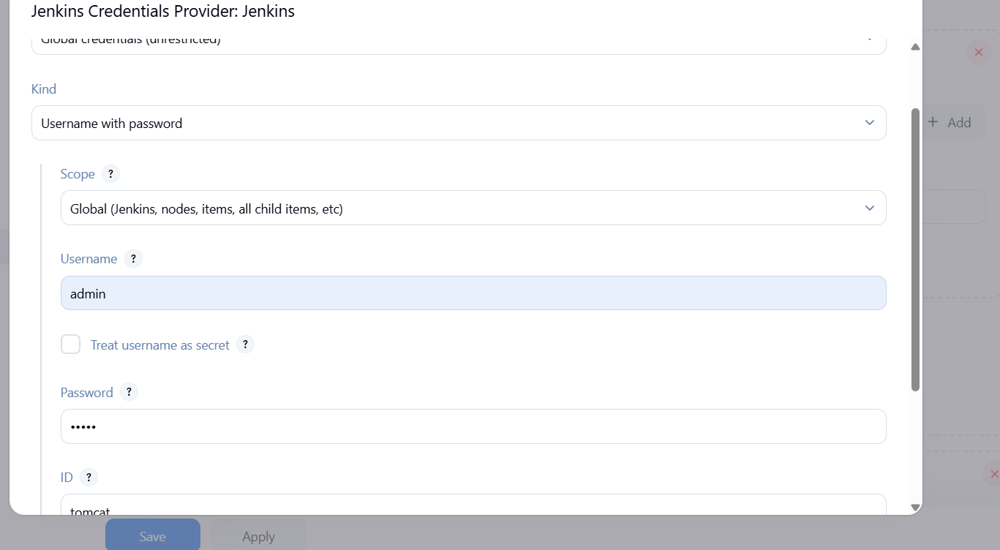 Jenkins Credentials Provider: Jenkins
Global credentials (unrestricted)
Kind
Username with password
+ Add
Scope ?
Global (Jenkins, nodes, items, all child items, etc)
Username ?
admin
Treat username as secret ?
Password ?
•••••
ID ?
tomcat
Save
Apply